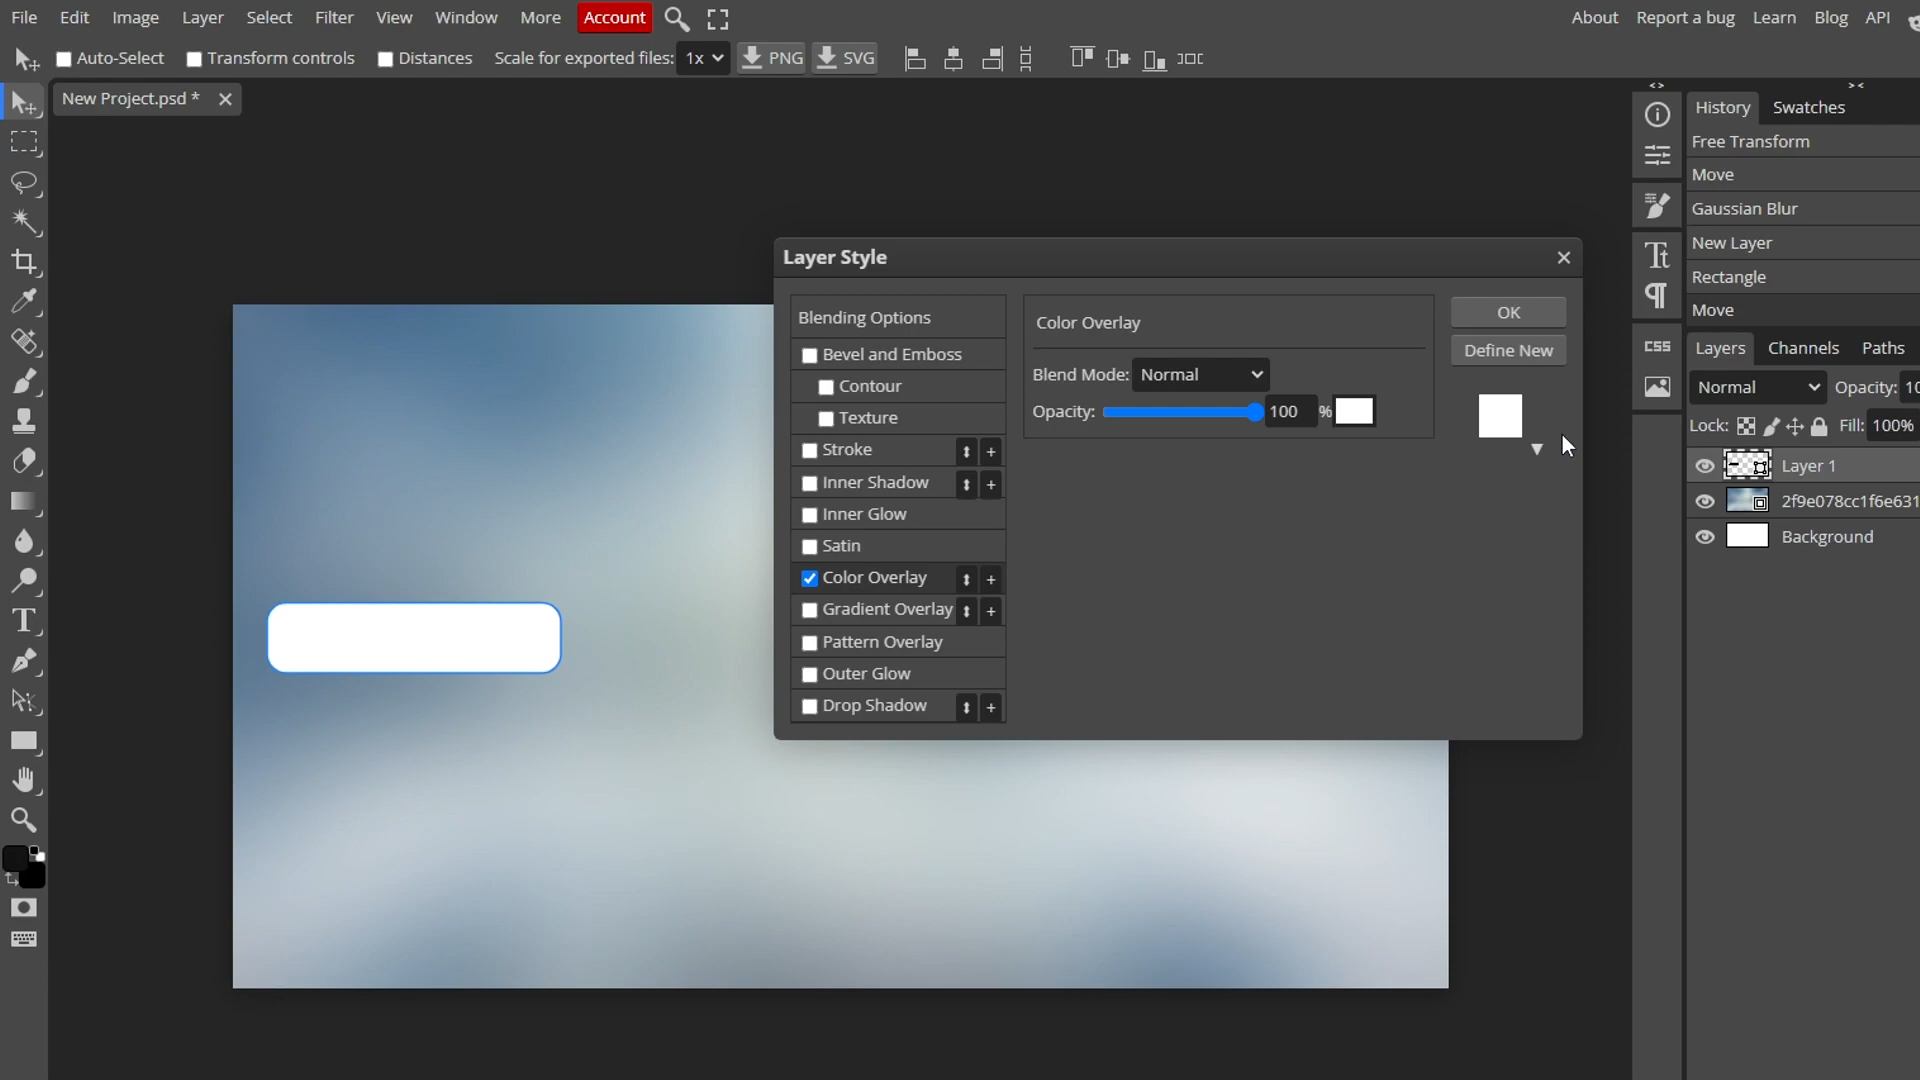 File Edit Image Layer Select Filter View Window More Account About Report a bug Learn Blog API
Auto-Select Transform controls Distances Scale for exported files: 1x PNG SVG
New Project.psd * ×
History Swatches
Free Transform
Move
Gaussian Blur
New Layer
Rectangle
Move
Tt
CSS
Layers Channels Paths
Normal Opacity: 10
Lock: Fill: 100%
Layer 1
2f9e078cc1f6e631
Background
Layer Style ×
Blending Options
Bevel and Emboss
Contour
Texture
Stroke +
Inner Shadow +
Inner Glow
Satin
Color Overlay +
Gradient Overlay +
Pattern Overlay
Outer Glow
Drop Shadow +
Color Overlay
Blend Mode: Normal
Opacity: 100 %
OK
Define New
T